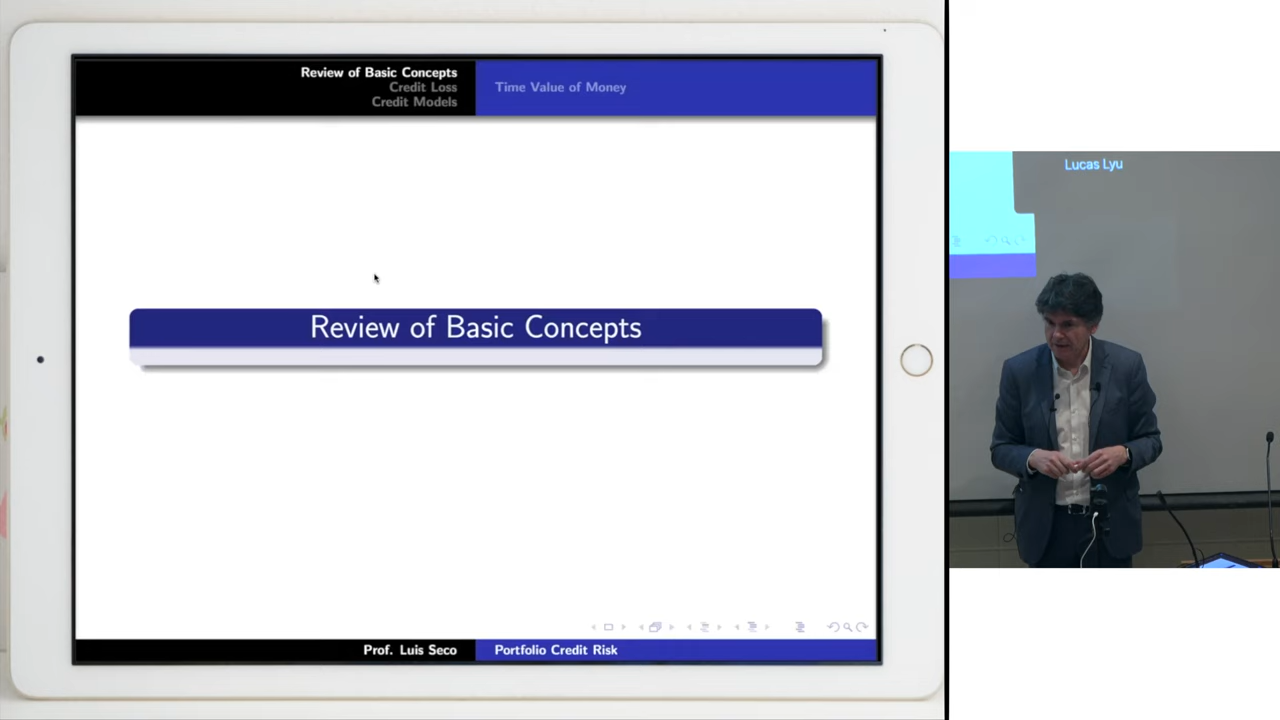 Review of Basic Concepts
Credit Loss
Credit Models
Time Value of Money
Review of Basic Concepts
Prof. Luis Seco
Portfolio Credit Risk
Lucas Lyu